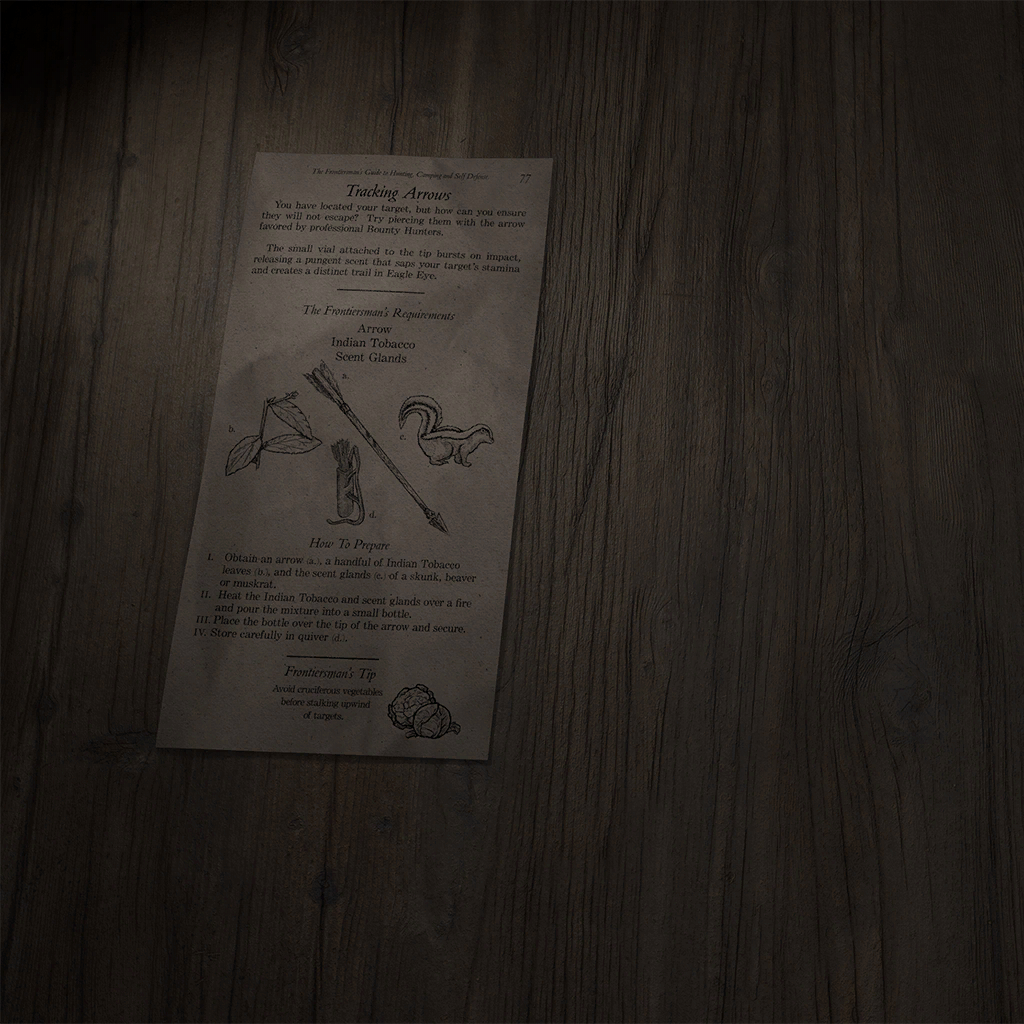 The Frontiersman's Guide to Hunting, Camping and Self Defence
77
Tracking Arrows
You have located your target, but how can you ensure
they will not escape? Try piercing them with the arrow
favored by professional Bounty Hunters.
The small vial attached to the tip bursts on impact,
releasing a pungent scent that saps your target's stamina
and creates a distinct trail in Eagle Eye.
The Frontiersman's Requirements
Arrow
Indian Tobacco
Scent Glands
a.
b.
c.
d.
How To Prepare
I. Obtain an arrow (a.), a handful of Indian Tobacco
leaves (b.), and the scent glands (c.) of a skunk, beaver
or muskrat.
II. Heat the Indian Tobacco and scent glands over a fire
and pour the mixture into a small bottle.
III. Place the bottle over the tip of the arrow and secure.
IV. Store carefully in quiver (d.).
Frontiersman's Tip
Avoid cruciferous vegetables
before stalking upwind
of targets.